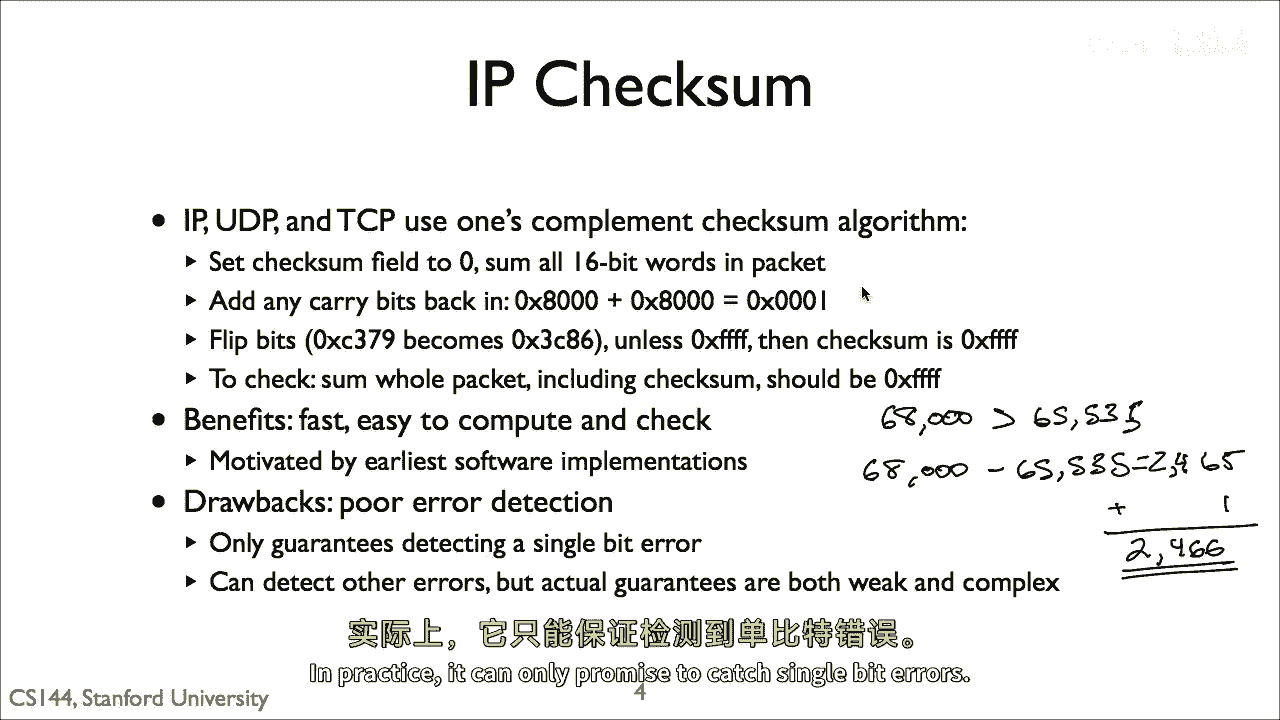 IP Checksum
• IP, UDP, and TCP use one's complement checksum algorithm:
‣ Set checksum field to 0, sum all 16-bit words in packet
‣ Add any carry bits back in: 0x8000 + 0x8000 = 0x0001
‣ Flip bits (0xc379 becomes 0x3c86), unless 0xffff, then checksum is 0xffff
‣ To check: sum whole packet, including checksum, should be 0xffff
• Benefits: fast, easy to compute and check
‣ Motivated by earliest software implementations
• Drawbacks: poor error detection
‣ Only guarantees detecting a single bit error
‣ Can detect other errors, but actual guarantees are both weak and complex
68,000 > 65,535
68,000 - 65,535=2,465
+ 1
2,466
实际上，它只能保证检测到单比特错误。
In practice, it can only promise to catch single bit errors.
CS144, Stanford University
4